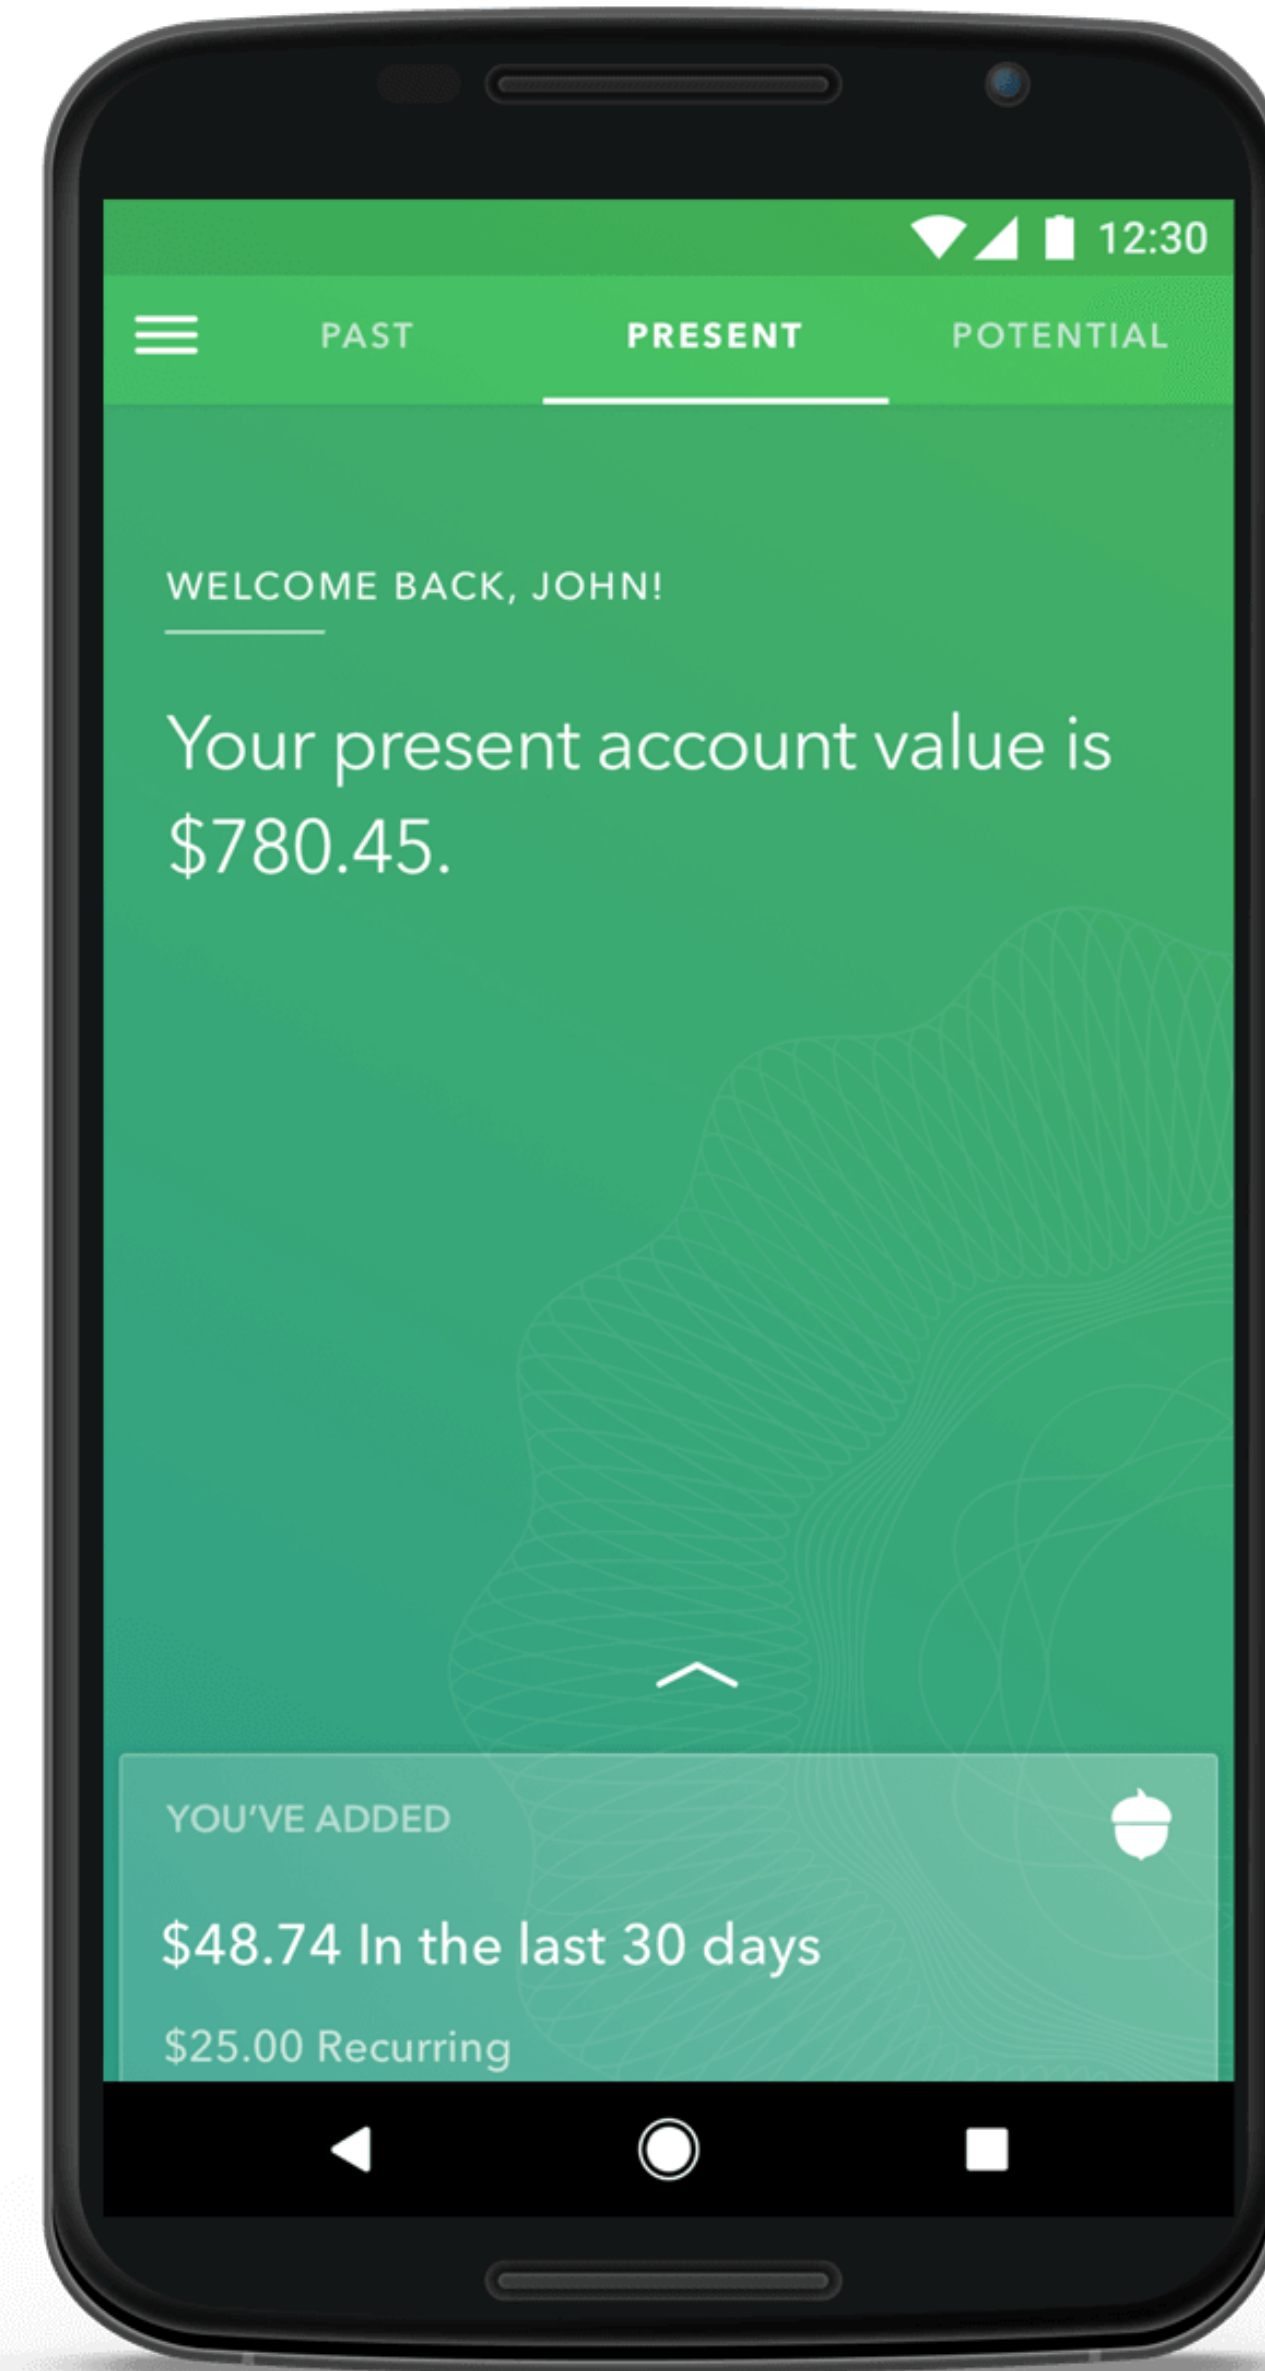 12:30
PAST PRESENT POTENTIAL
WELCOME BACK, JOHN!
Your present account value is
$780.45.
YOU’VE ADDED
$48.74 In the last 30 days
$25.00 Recurring